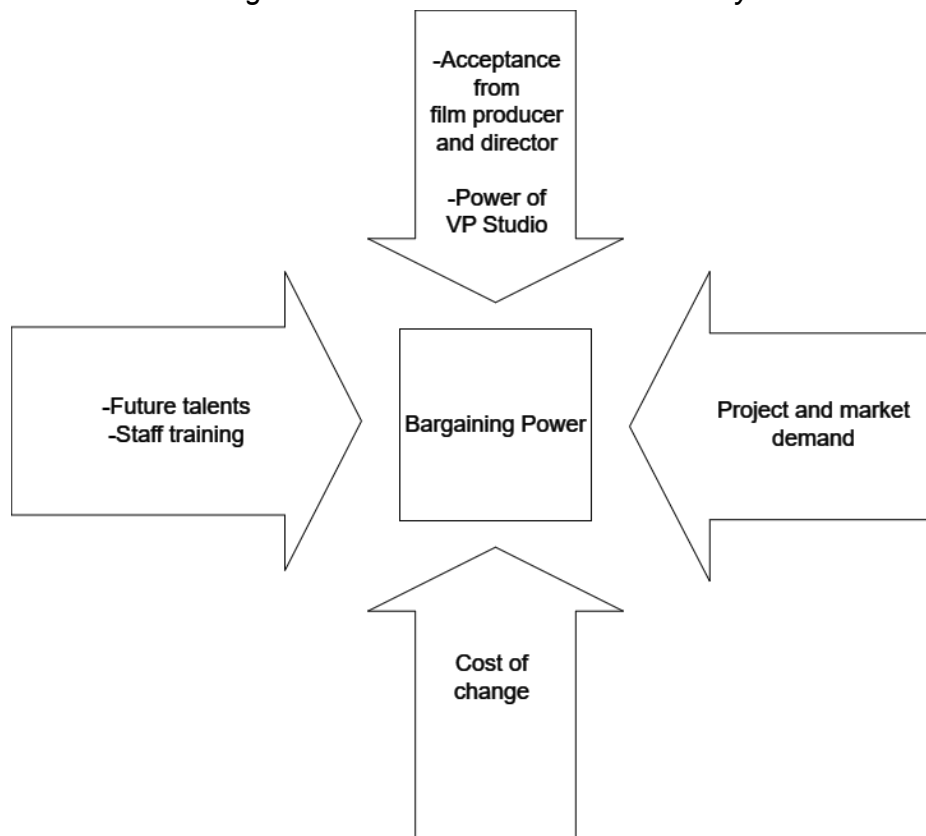 -Acceptance
from
film producer
and director
-Power of
VP Studio
-Future talents
-Staff training
Bargaining Power
Project and market
demand
Cost of
change